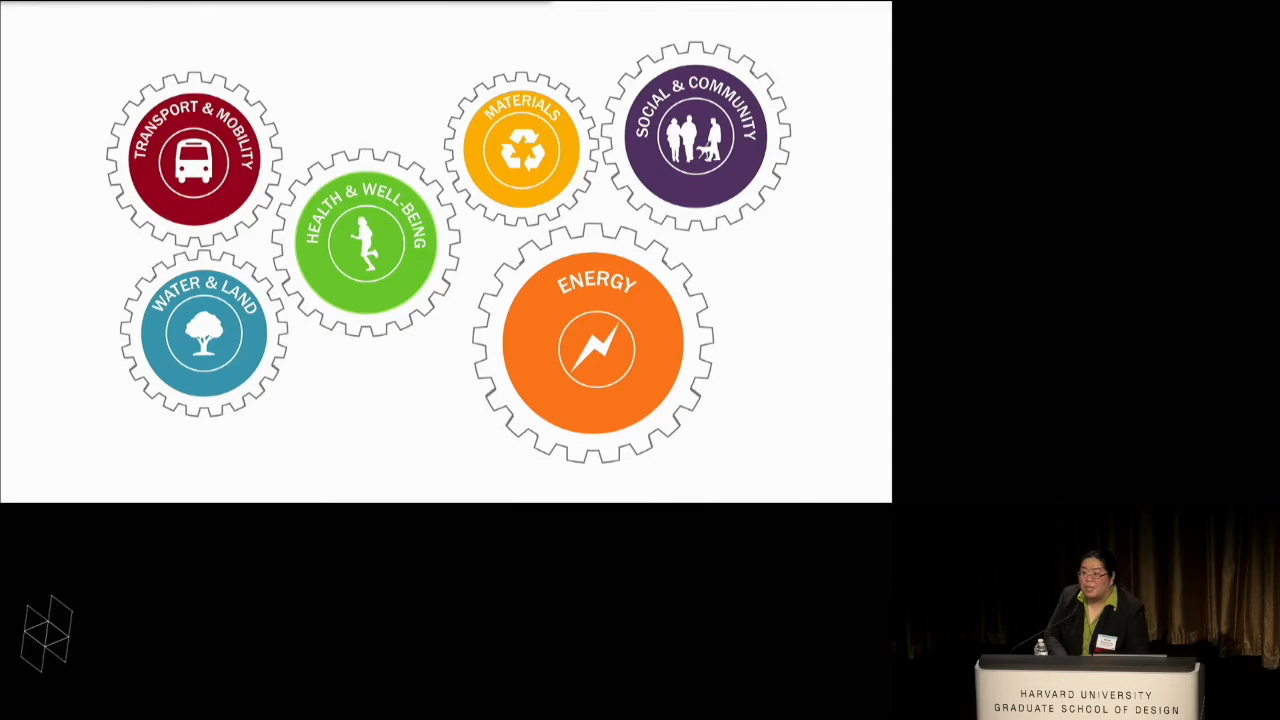 TRANSPORT & MOBILITY
MATERIALS
SOCIAL & COMMUNITY
HEALTH & WELL-BEING
WATER & LAND
ENERGY
HARVARD UNIVERSITY
GRADUATE SCHOOL OF DESIGN